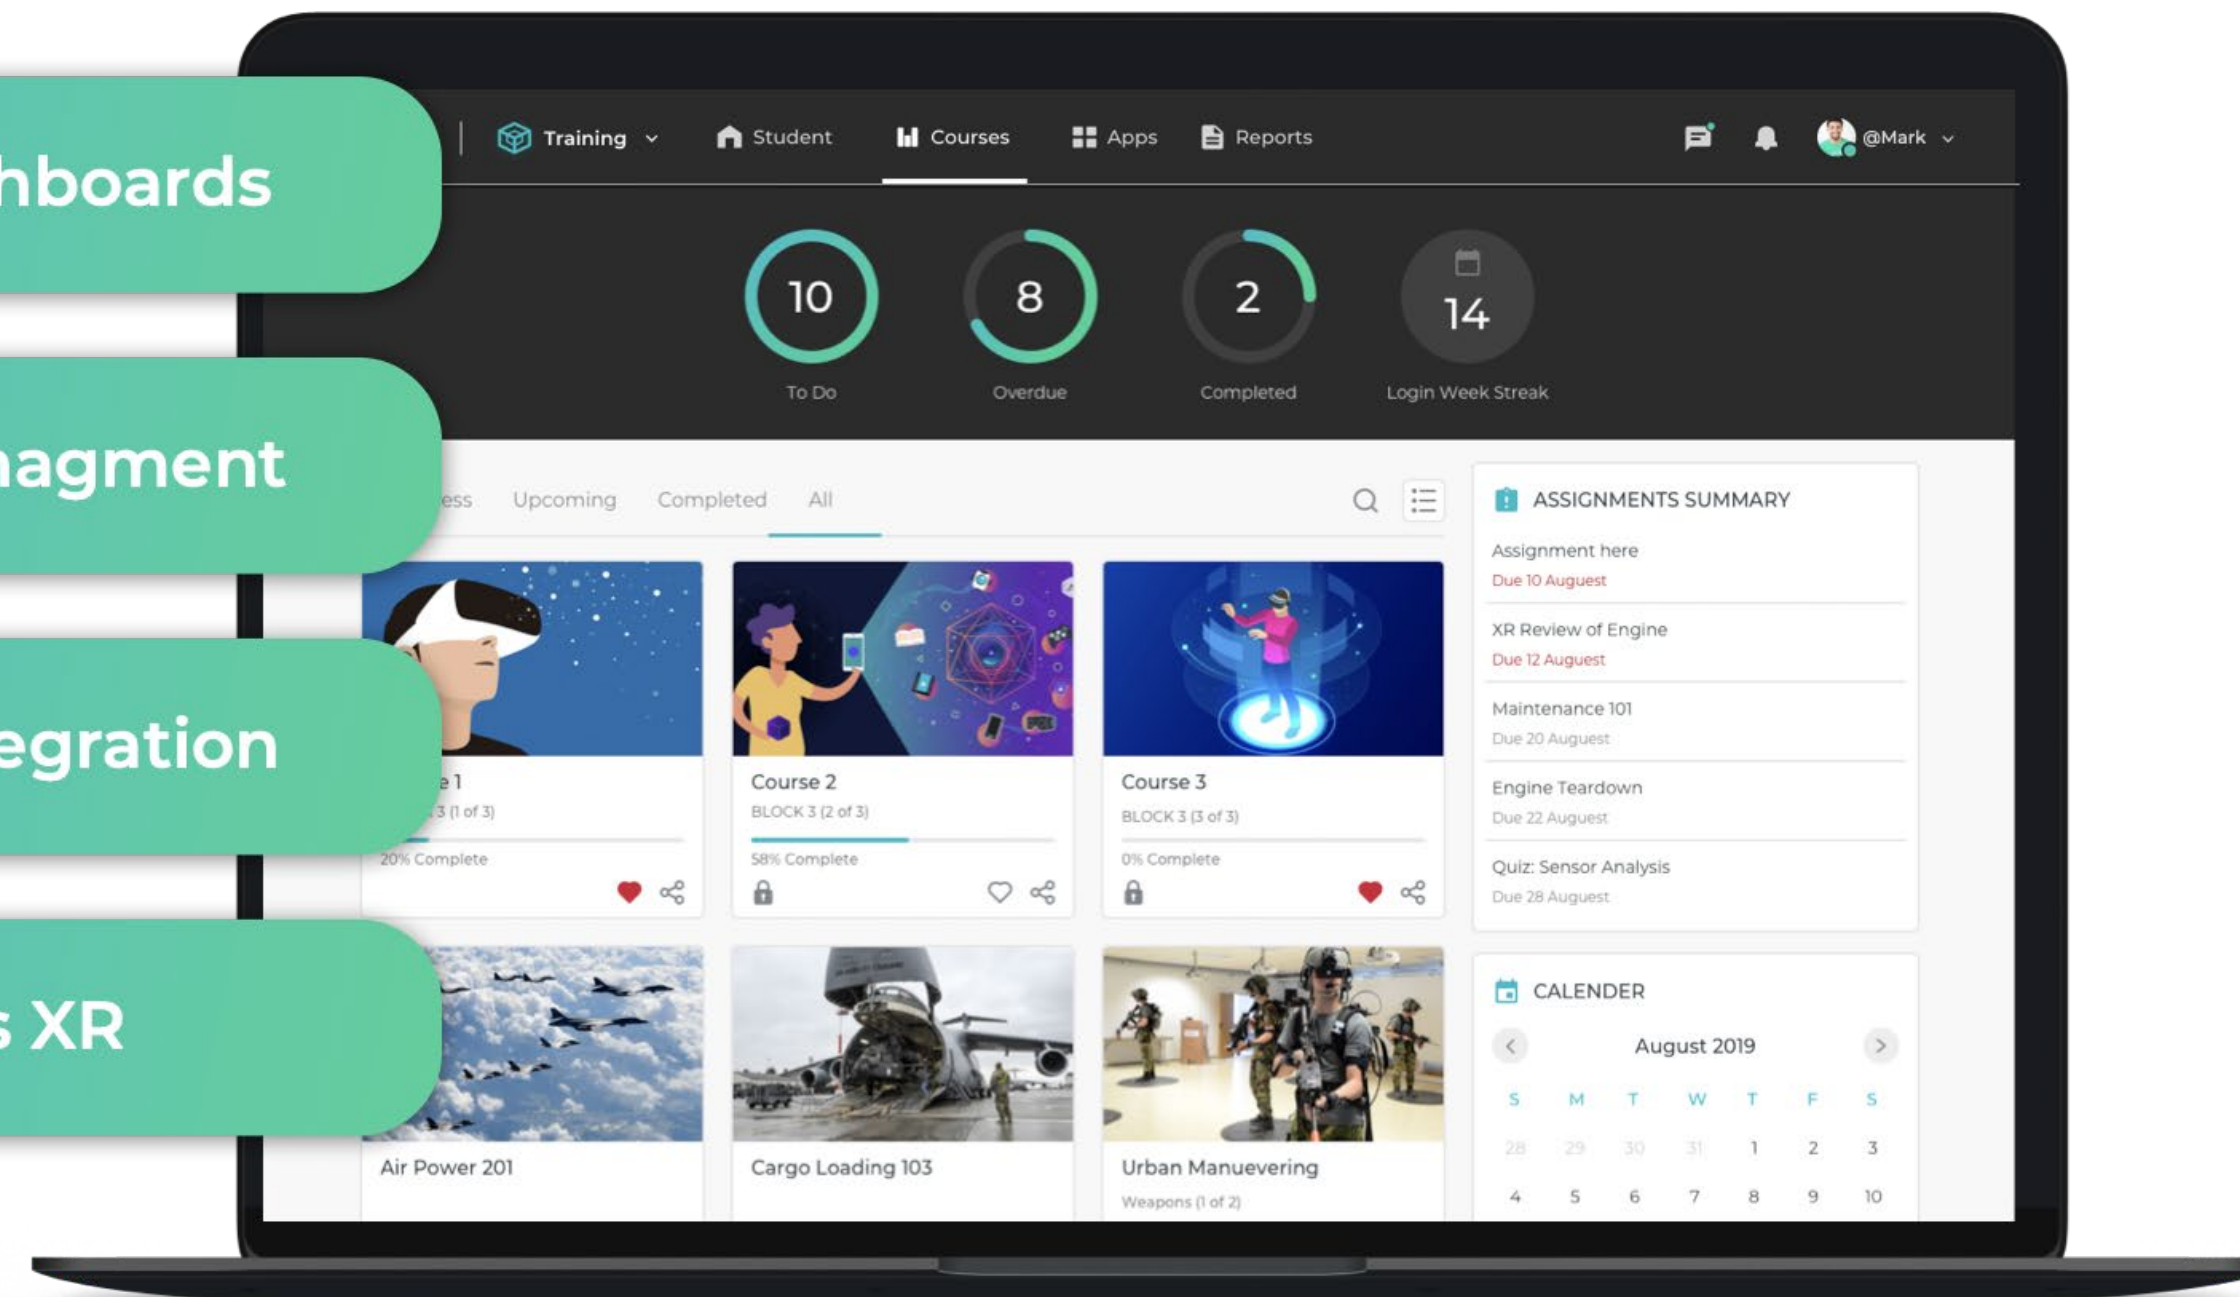 hboards
nagment
egration
s XR
Training
Student
Courses
Apps
Reports
@Mark
10
8
2
14
To Do
Overdue
Completed
Login Week Streak
ess
Upcoming
Completed
All
e 1
3 (1 of 3)
20% Complete
Course 2
BLOCK 3 (2 of 3)
58% Complete
Course 3
BLOCK 3 (3 of 3)
0% Complete
Air Power 201
Cargo Loading 103
Urban Manuevering
Weapons (1 of 2)
ASSIGNMENTS SUMMARY
Assignment here
Due 10 Auguest
XR Review of Engine
Due 12 Auguest
Maintenance 101
Due 20 Auguest
Engine Teardown
Due 22 Auguest
Quiz: Sensor Analysis
Due 28 Auguest
CALENDER
August 2019
S M T W T F S
28 29 30 31 1 2 3
4 5 6 7 8 9 10